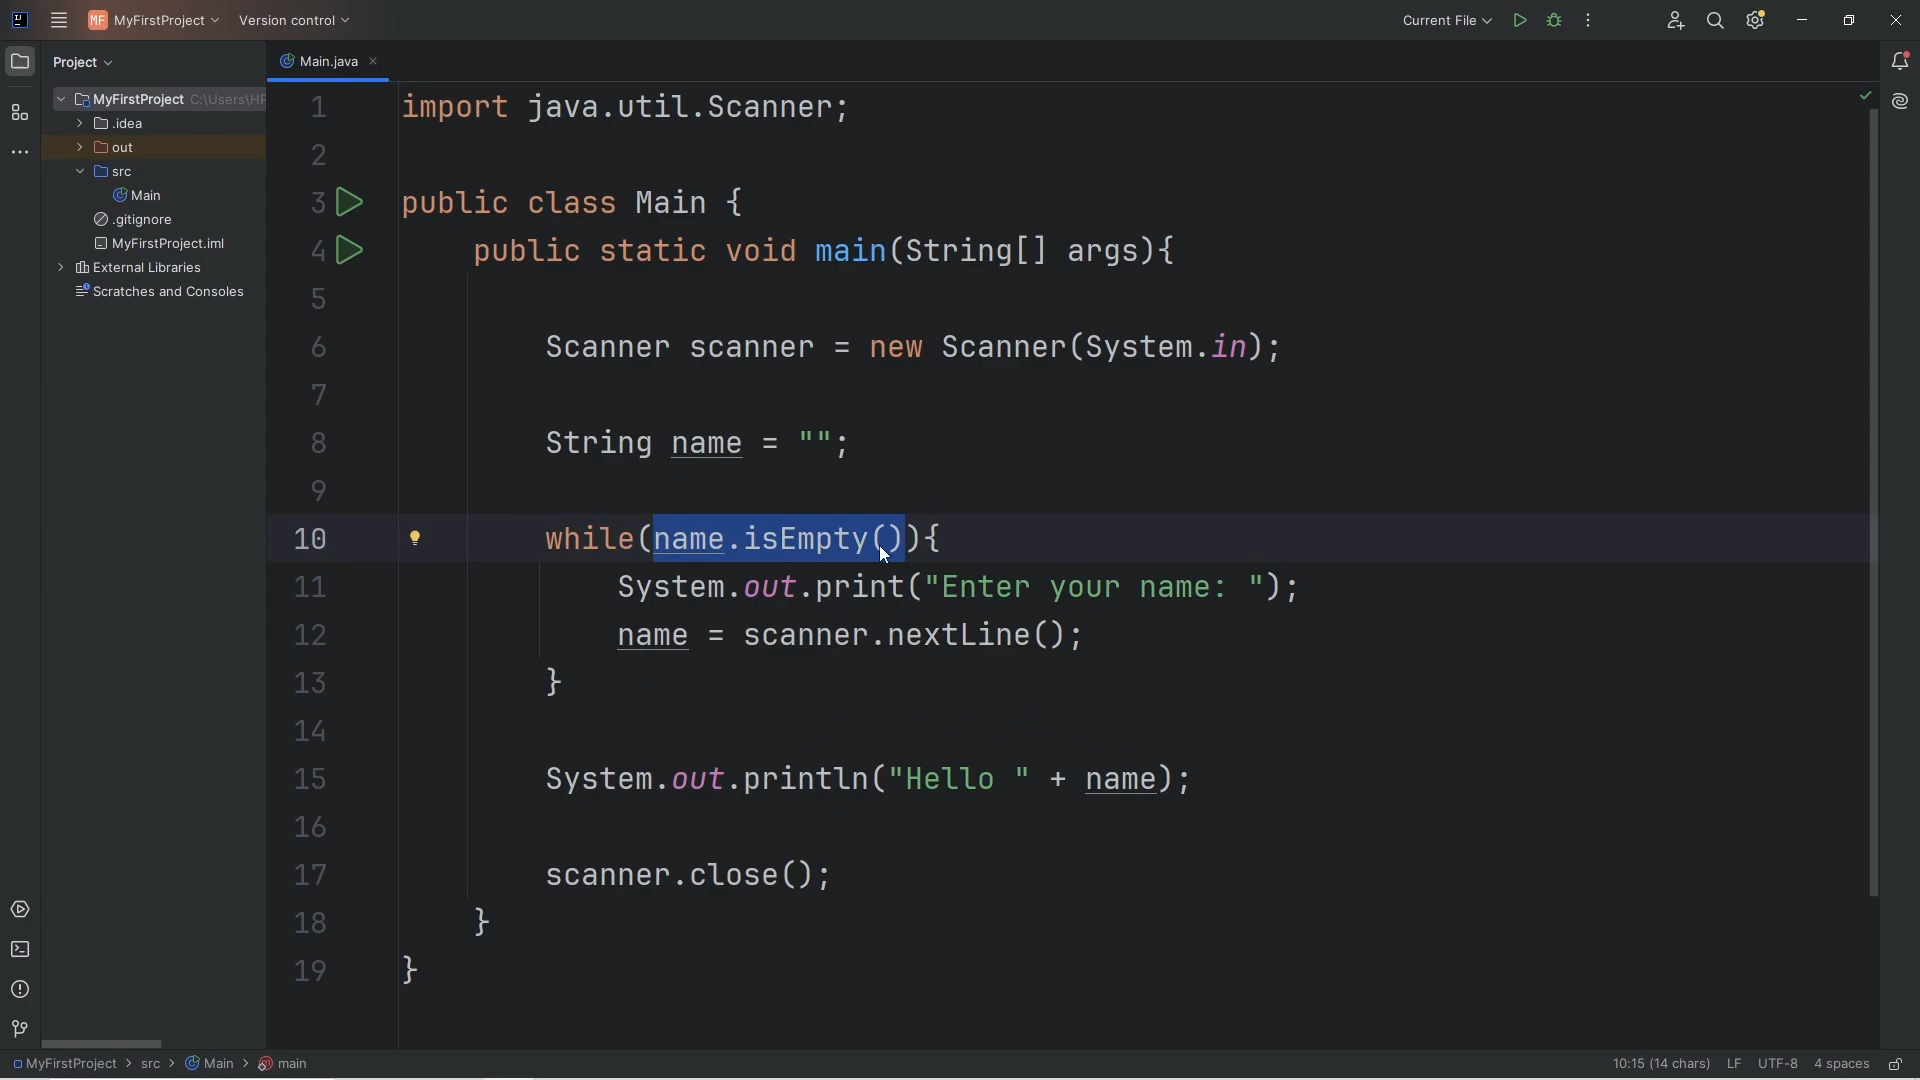 MF MyFirstProject Version control Current File
Project
Main.java
MyFirstProject C:\Users\HP
.idea
out
src
Main
.gitignore
MyFirstProject.iml
External Libraries
Scratches and Consoles
1 import java.util.Scanner;
2
3 public class Main {
4 public static void main(String[] args){
5
6 Scanner scanner = new Scanner(System.in);
7
8 String name = "";
9
10 while(name.isEmpty()){
11 System.out.print("Enter your name: ");
12 name = scanner.nextLine();
13 }
14
15 System.out.println("Hello " + name);
16
17 scanner.close();
18 }
19 }
MyFirstProject > src > Main > main 10:15 (14 chars) LF UTF-8 4 spaces